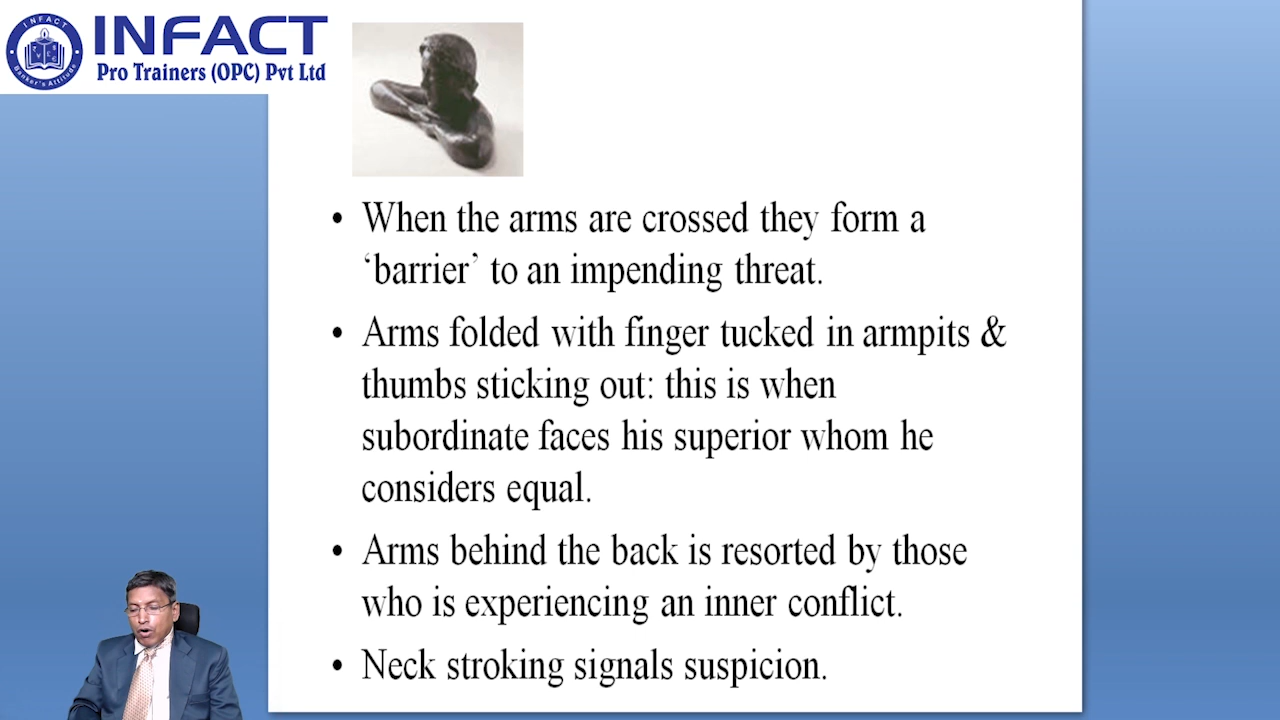 INFACT
INFACT
Pro Trainers (OPC) Pvt Ltd
Banker's Attitude
• When the arms are crossed they form a
‘barrier’ to an impending threat.
• Arms folded with finger tucked in armpits &
thumbs sticking out: this is when
subordinate faces his superior whom he
considers equal.
• Arms behind the back is resorted by those
who is experiencing an inner conflict.
• Neck stroking signals suspicion.